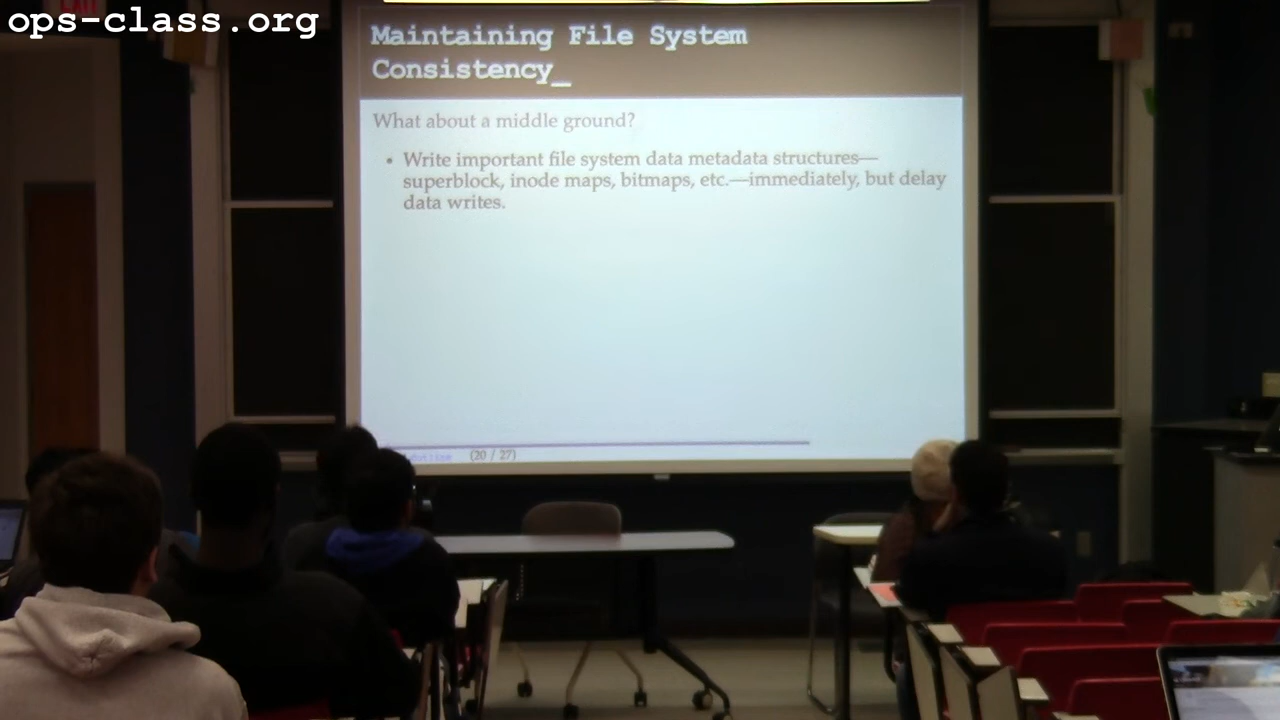 ops-class.org
EXIT
Maintaining File System
Consistency_
What about a middle ground?
• Write important file system data metadata structures—
superblock, inode maps, bitmaps, etc.—immediately, but delay
data writes.
(20 / 27)